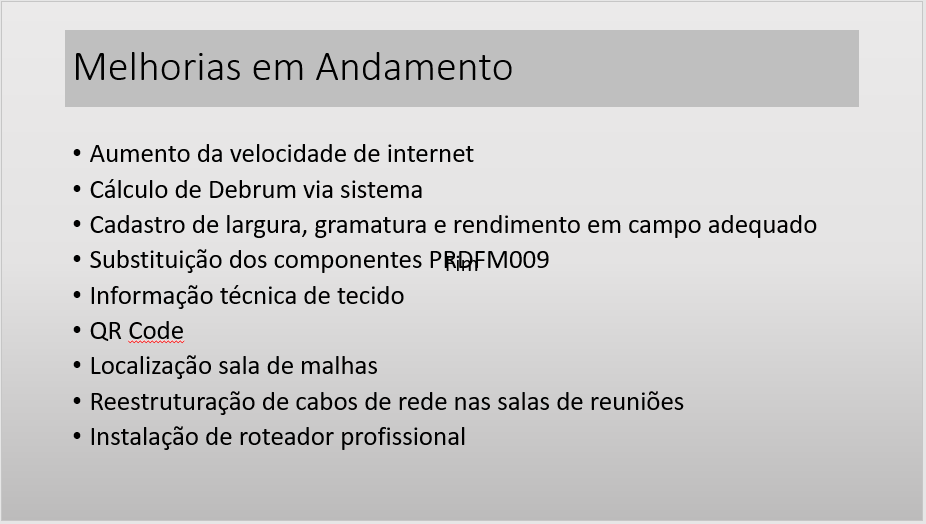 Melhorias em Andamento
• Aumento da velocidade de internet
• Cálculo de Debrum via sistema
• Cadastro de largura, gramatura e rendimento em campo adequado
• Substituição dos componentes PRDFM009
Fim
• Informação técnica de tecido
• QR Code
• Localização sala de malhas
• Reestruturação de cabos de rede nas salas de reuniões
• Instalação de roteador profissional